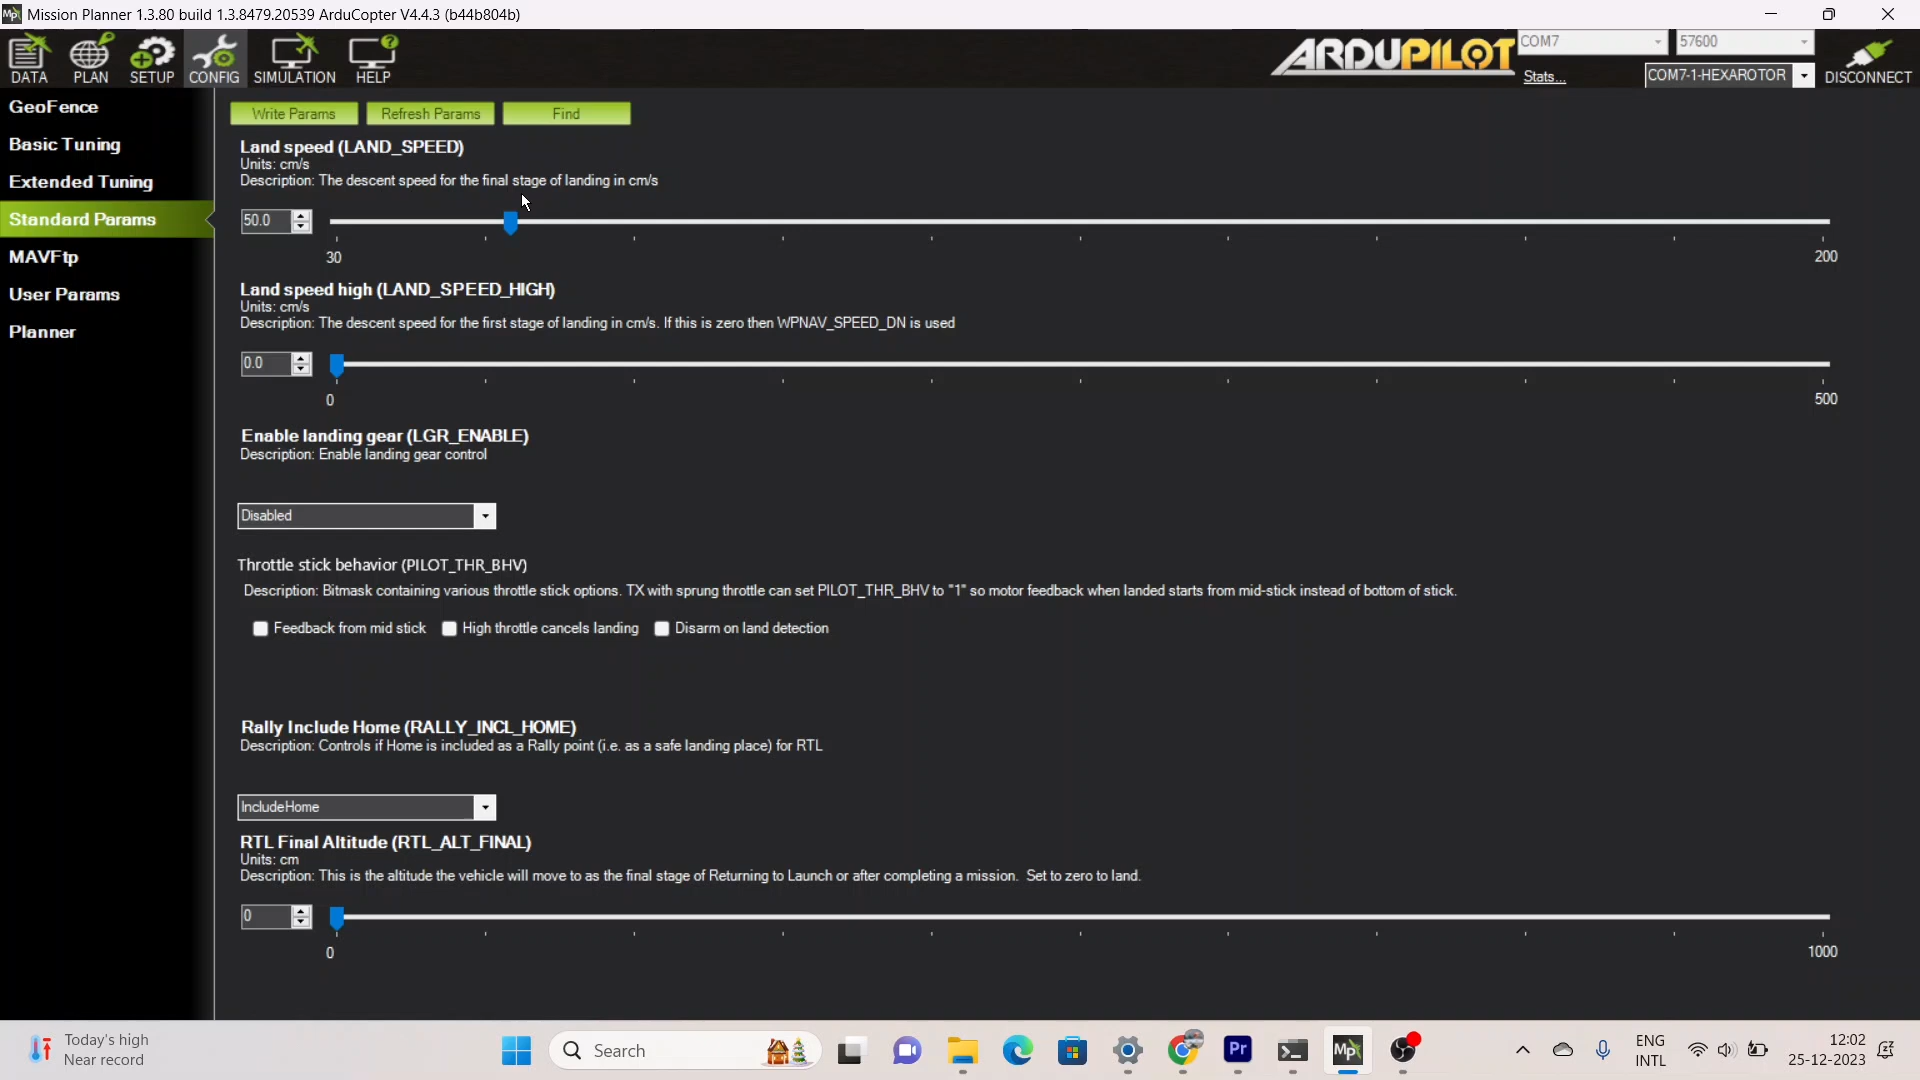 Mission Planner 1.3.80 build 1.3.8479.20539 ArduCopter V4.4.3 (b44b804b)
DATA PLAN SETUP CONFIG SIMULATION HELP
ARDUPILOT
COM7 57600
Stats... COM7-1-HEXAROTOR DISCONNECT
GeoFence
Basic Tuning
Extended Tuning
Standard Params
MAVFtp
User Params
Planner
Write Params Refresh Params Find
Land speed (LAND_SPEED)
Units: cm/s
Description: The descent speed for the final stage of landing in cm/s
50.0
30 200
Land speed high (LAND_SPEED_HIGH)
Units: cm/s
Description: The descent speed for the first stage of landing in cm/s. If this is zero then WPNAV_SPEED_DN is used
0.0
0 500
Enable landing gear (LGR_ENABLE)
Description: Enable landing gear control
Disabled
Throttle stick behavior (PILOT_THR_BHV)
Description: Bitmask containing various throttle stick options. TX with sprung throttle can set PILOT_THR_BHV to "1" so motor feedback when landed starts from mid-stick instead of bottom of stick.
Feedback from mid stick High throttle cancels landing Disarm on land detection
Rally Include Home (RALLY_INCL_HOME)
Description: Controls if Home is included as a Rally point (i.e. as a safe landing place) for RTL
IncludeHome
RTL Final Altitude (RTL_ALT_FINAL)
Units: cm
Description: This is the altitude the vehicle will move to as the final stage of Returning to Launch or after completing a mission. Set to zero to land.
0
0 1000
Today's high
Near record
Search
Pr
Mp
ENG
INTL
12:02
25-12-2023